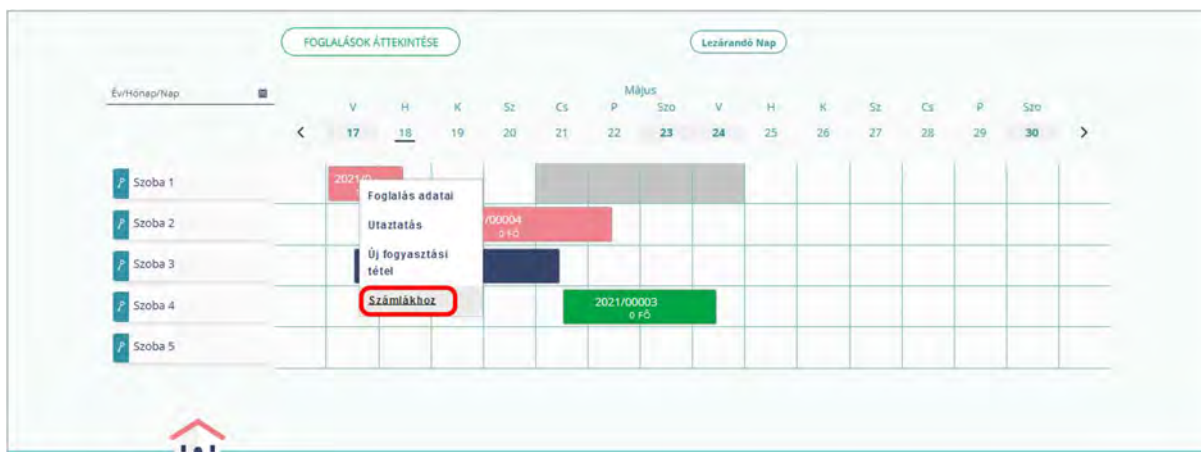 FOGLALÁSOK ÁTTEKINTÉSE
Lezárandó Nap
Év/Hónap/Nap
Május
V H K Sz Cs P Szo V H K Sz Cs P Szo
< 17 18 19 20 21 22 23 24 25 26 27 28 29 30 >
Szoba 1
2021/0
Foglalás adatai
Utaztatás
Szoba 2
/00004
0 FŐ
Új fogyasztási
tétel
Szoba 3
Számlákhoz
Szoba 4
2021/00003
0 FŐ
Szoba 5